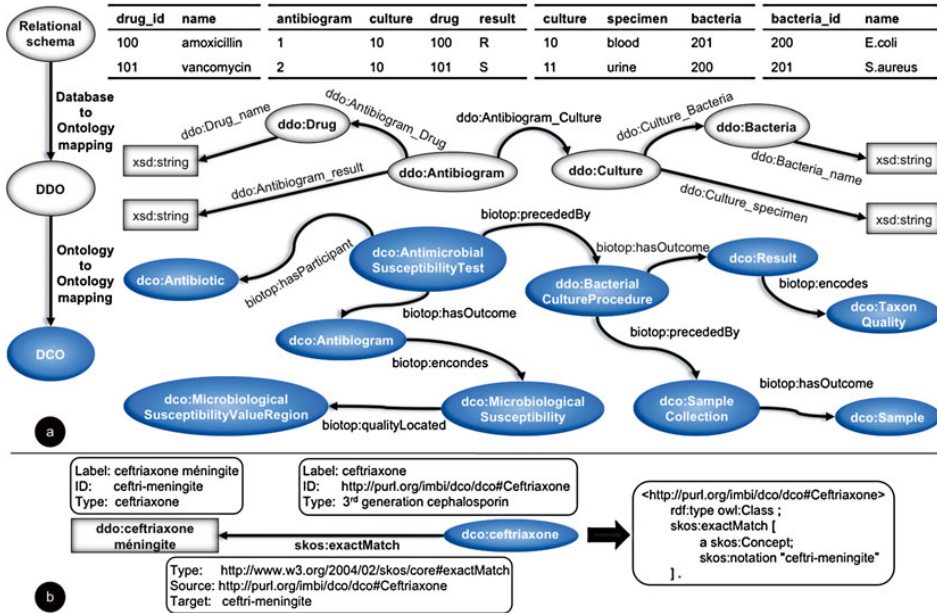 Relational
schema
drug_id name
100 amoxicillin
101 vancomycin
antibiogram culture drug result
1 10 100 R
2 10 101 S
culture specimen bacteria
10 blood 201
11 urine 200
bacteria_id name
200 E.coli
201 S.aureus
Database
to
Ontology
mapping
DDO
Ontology
to
Ontology
mapping
DCO
ddo:Drug_name
ddo:Drug
ddo:Antibiogram_Drug
ddo:Antibiogram_Culture
ddo:Culture_Bacteria
ddo:Bacteria
xsd:string
ddo:Antibiogram_result
ddo:Antibiogram
ddo:Culture
ddo:Bacteria_name
xsd:string
xsd:string
ddo:Culture_specimen
xsd:string
dco:Antibiotic
biotop:hasParticipant
dco:Antimicrobial
SusceptibilityTest
biotop:precededBy
biotop:hasOutcome
dco:Result
ddo:Bacterial
CultureProcedure
biotop:encodes
dco:Taxon
Quality
biotop:hasOutcome
dco:Antibiogram
biotop:precededBy
biotop:encondes
dco:Microbiological
SusceptibilityValueRegion
biotop:qualityLocated
dco:Microbiological
Susceptibility
dco:Sample
Collection
biotop:hasOutcome
dco:Sample
a
Label: ceftriaxone méningite
ID: ceftri-meningite
Type: ceftriaxone
Label: ceftriaxone
ID: http://purl.org/imbi/dco/dco#Ceftriaxone
Type: 3rd generation cephalosporin
ddo:ceftriaxone
méningite
skos:exactMatch
dco:ceftriaxone
Type: http://www.w3.org/2004/02/skos/core#exactMatch
Source: http://purl.org/imbi/dco/dco#Ceftriaxone
Target: ceftri-meningite
<http://purl.org/imbi/dco/dco#Ceftriaxone>
rdf:type owl:Class ;
skos:exactMatch [
a skos:Concept;
skos:notation "ceftri-meningite"
] .
b